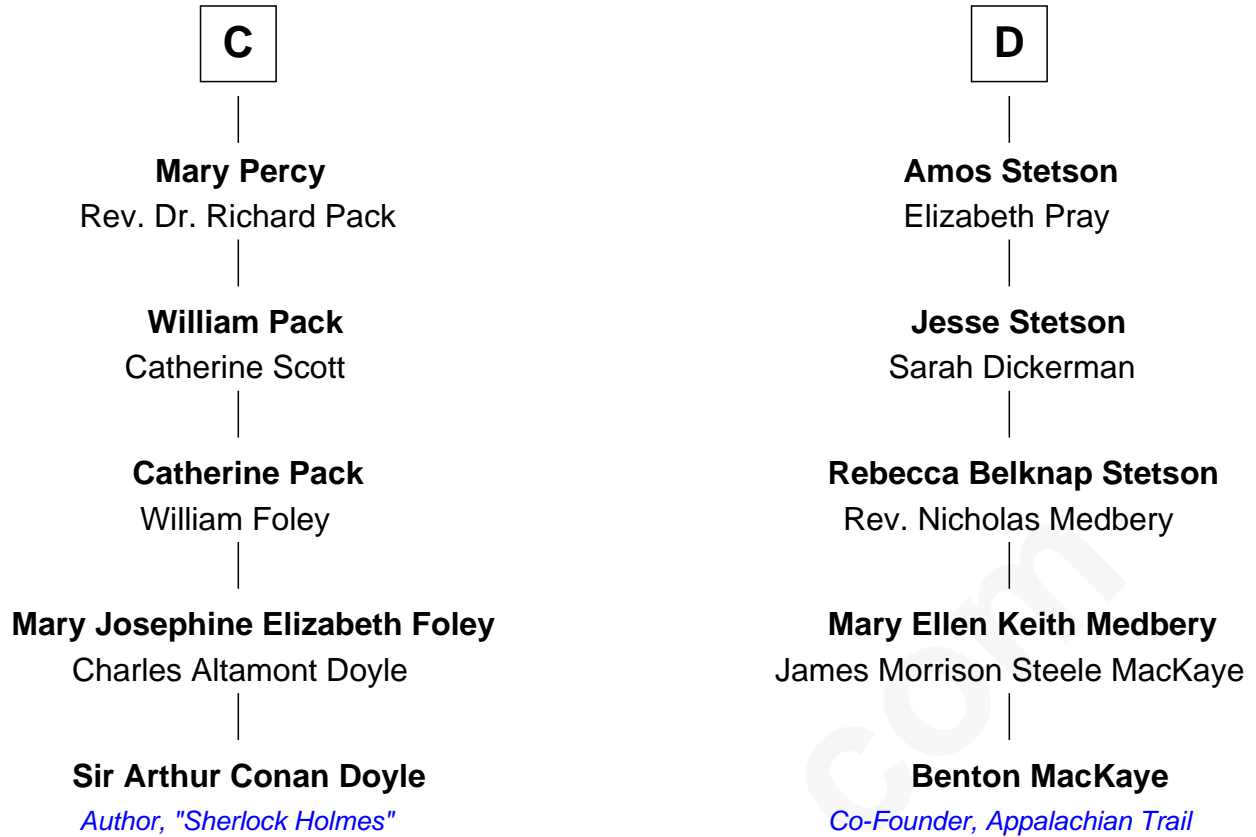 C
Mary Percy
Rev. Dr. Richard Pack
William Pack
Catherine Scott
Catherine Pack
William Foley
Mary Josephine Elizabeth Foley
Charles Altamont Doyle
Sir Arthur Conan Doyle
Author, "Sherlock Holmes"
D
Amos Stetson
Elizabeth Pray
Jesse Stetson
Sarah Dickerman
Rebecca Belknap Stetson
Rev. Nicholas Medbery
Mary Ellen Keith Medbery
James Morrison Steele MacKaye
Benton MacKaye
Co-Founder, Appalachian Trail
com